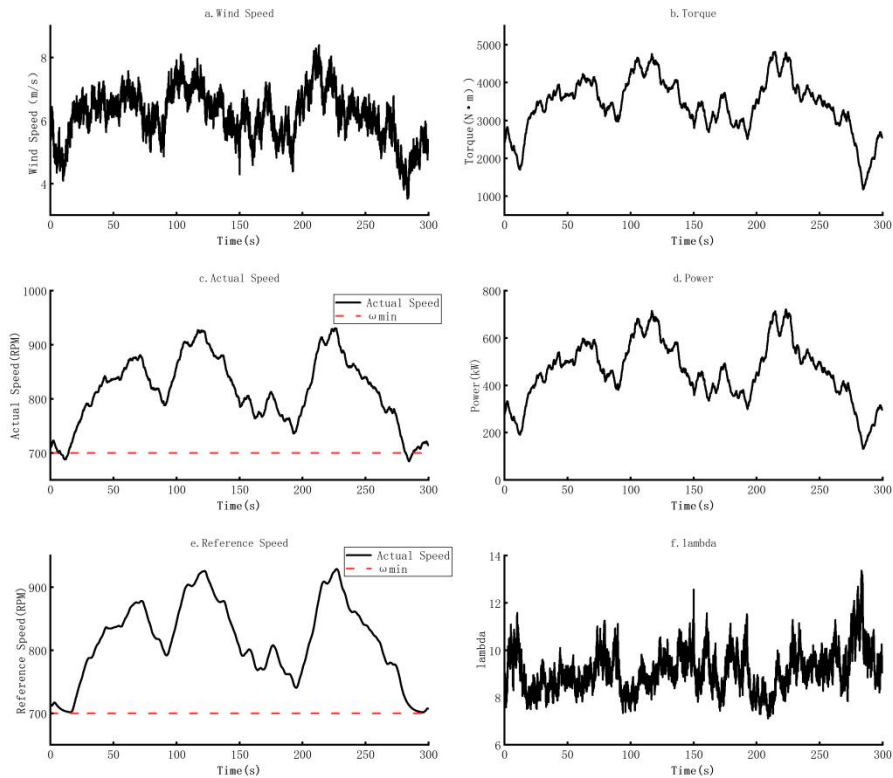 a.Wind Speed
8
6
4
Wind Speed (m/s)
0 50 100 150 200 250 300
Time(s)
b.Torque
5000
4000
3000
2000
1000
Torque(N·m))
0 50 100 150 200 250 300
Time(s)
c.Actual Speed
1000
900
800
700
600
Actual Speed(RPM)
Actual Speed
ωmin
0 50 100 150 200 250 300
Time(s)
d.Power
800
600
400
200
0
Power(kW)
0 50 100 150 200 250 300
Time(s)
e.Reference Speed
900
800
700
Reference Speed(RPM)
Actual Speed
ωmin
0 50 100 150 200 250 300
Time(s)
f.lambda
14
12
10
8
6
lambda
0 50 100 150 200 250 300
Time(s)